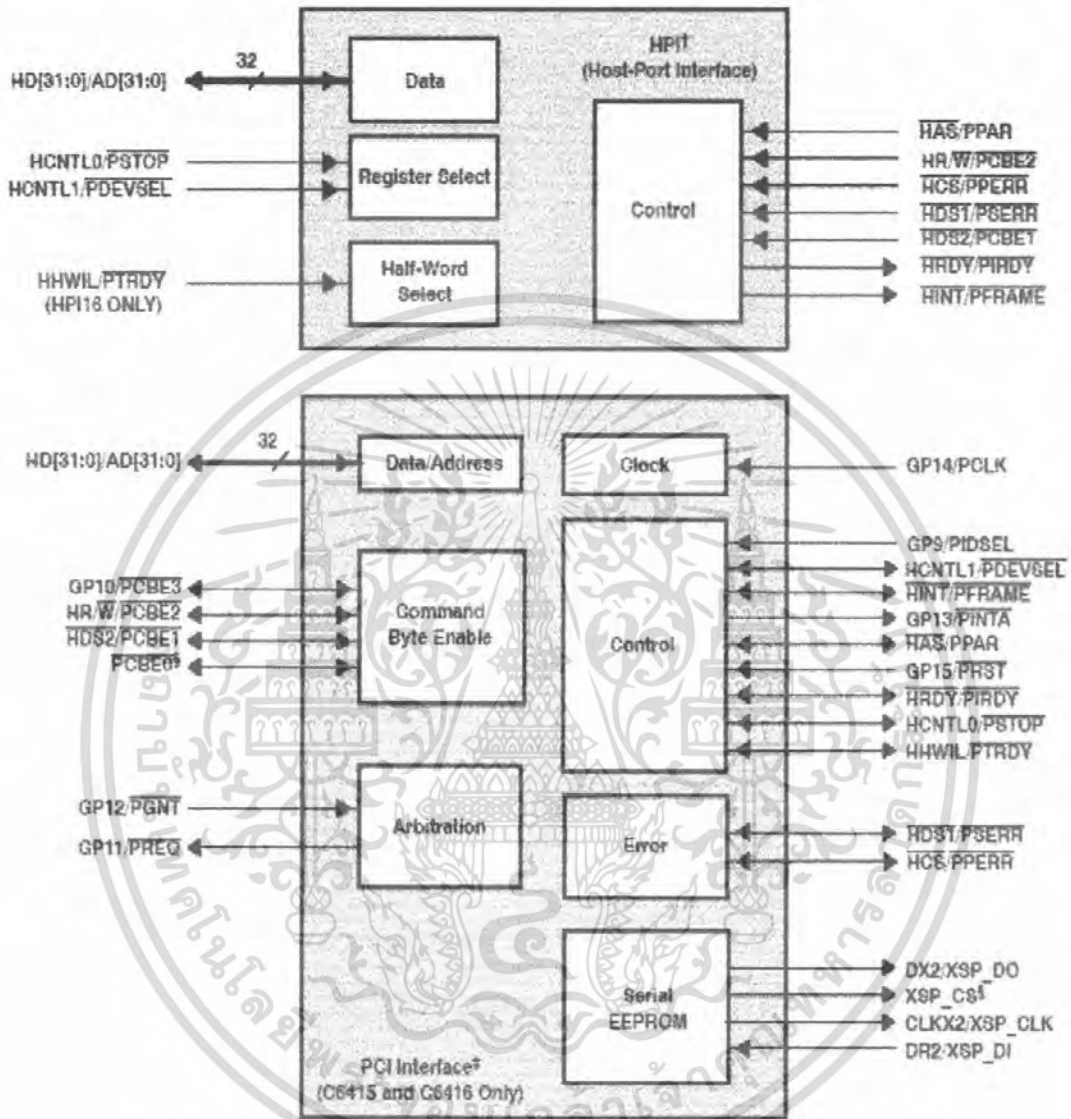 HPI†
(Host-Port Interface)
32
HD[31:0]/AD[31:0]
Data
HCNTL0/PSTOP
HCNTL1/PDEVSEL
Register Select
HHWIL/PTRDY
(HPI16 ONLY)
Half-Word
Select
Control
HAS/PPAR
HR/W/PCBE2
HCS/PPERR
HDS1/PSERR
HDS2/PCBE1
HRDY/PIRDY
HINT/PFRAME
32
HD[31:0]/AD[31:0]
Data/Address
Clock
GP14/PCLK
GP10/PCBE3
HR/W/PCBE2
HDS2/PCBE1
PCBE0§
Command
Byte Enable
Control
GP9/PIDSEL
HCNTL1/PDEVSEL
HINT/PFRAME
GP13/PINTA
HAS/PPAR
GP15/PRST
HRDY/PIRDY
HCNTL0/PSTOP
HHWIL/PTRDY
GP12/PGNT
GP11/PREQ
Arbitration
Error
HDS1/PSERR
HCS/PPERR
Serial
EEPROM
DX2/XSP_DO
XSP_CS§
CLKX2/XSP_CLK
DR2/XSP_DI
PCI Interface‡
(C6415 and C6416 Only)